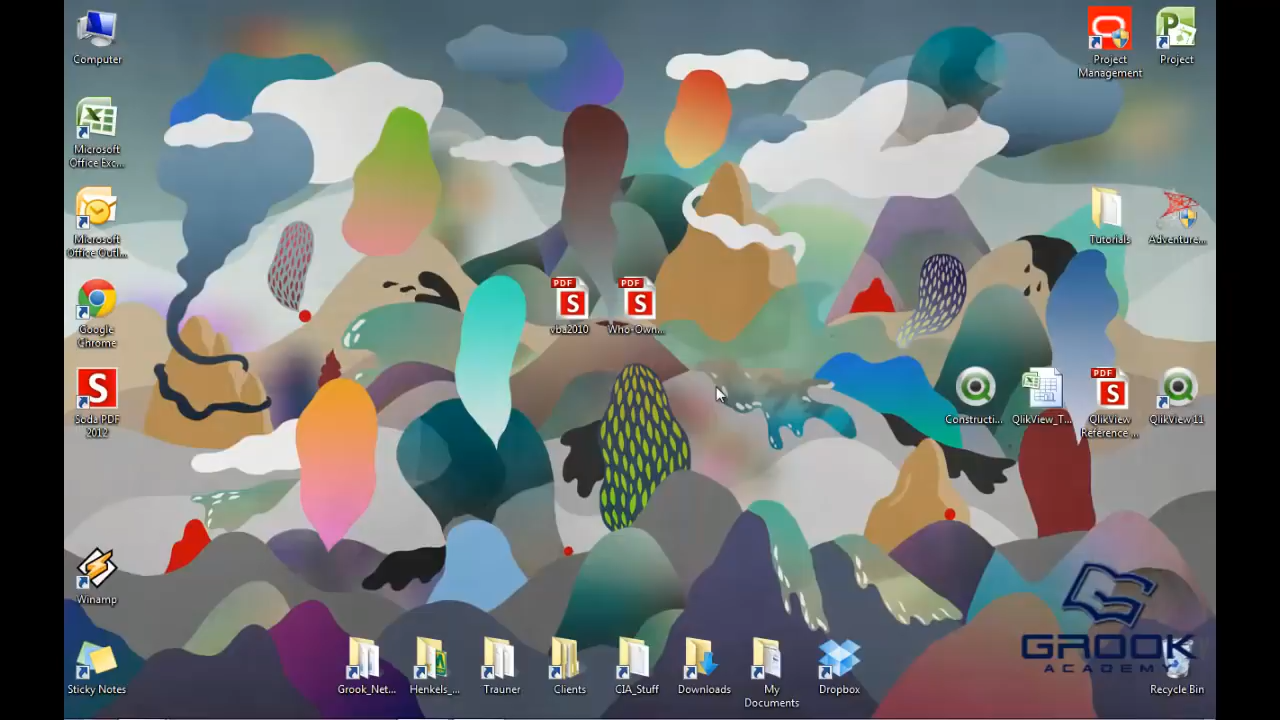 Computer
Project
Management
Project
Microsoft
Office Exc...
Microsoft
Office Outl...
Tutorials
Adventure...
Google
Chrome
PDF
S
vba2010
PDF
S
Who-Own...
S
Soda PDF
2012
Constructi...
QlikView_T...
PDF
S
QlikView
Reference ...
QlikView 11
Winamp
Sticky Notes
Grook_Net...
Henkels_...
Trauner
Clients
CIA_Stuff
Downloads
My
Documents
Dropbox
GROOK
ACADEMY
Recycle Bin